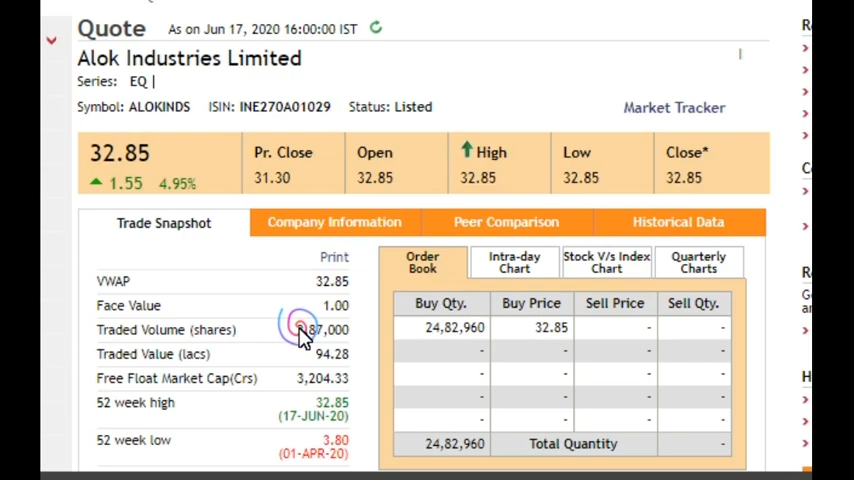 Quote As on Jun 17, 2020 16:00:00 IST
Alok Industries Limited
Series: EQ |
Symbol: ALOKINDS ISIN: INE270A01029 Status: Listed Market Tracker
32.85 Pr. Close Open High Low Close*
1.55 4.95% 31.30 32.85 32.85 32.85 32.85
Trade Snapshot Company Information Peer Comparison Historical Data
Print
VWAP 32.85
Face Value 1.00
Traded Volume (shares) 87,000
Traded Value (lacs) 94.28
Free Float Market Cap(Crs) 3,204.33
52 week high 32.85
(17-JUN-20)
52 week low 3.80
(01-APR-20)
Order Book Intra-day Chart Stock V/s Index Chart Quarterly Charts
Buy Qty. Buy Price Sell Price Sell Qty.
24,82,960 32.85 - -
- - - -
- - - -
- - - -
- - - -
24,82,960 Total Quantity -